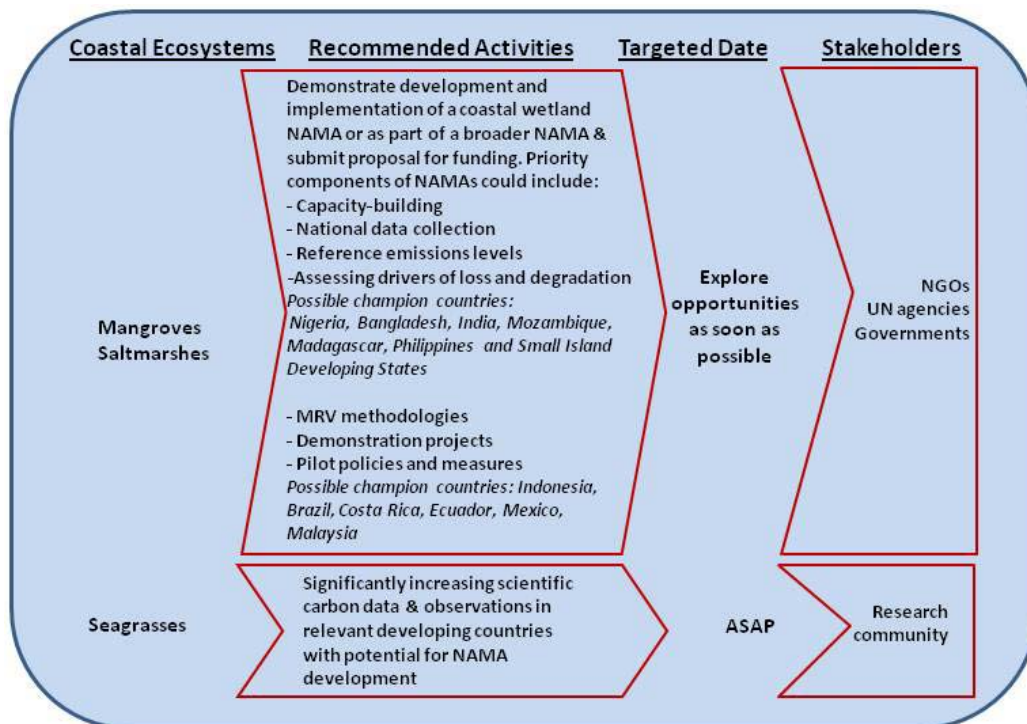 Coastal Ecosystems Recommended Activities Targeted Date Stakeholders
Mangroves
Saltmarshes
Demonstrate development and
implementation of a coastal wetland
NAMA or as part of a broader NAMA &
submit proposal for funding. Priority
components of NAMAs could include:
- Capacity-building
- National data collection
- Reference emissions levels
-Assessing drivers of loss and degradation
Possible champion countries:
Nigeria, Bangladesh, India, Mozambique,
Madagascar, Philippines and Small Island
Developing States
- MRV methodologies
- Demonstration projects
- Pilot policies and measures
Possible champion countries: Indonesia,
Brazil, Costa Rica, Ecuador, Mexico,
Malaysia
Explore
opportunities
as soon as
possible
NGOs
UN agencies
Governments
Seagrasses
Significantly increasing scientific
carbon data & observations in
relevant developing countries
with potential for NAMA
development
ASAP
Research
community